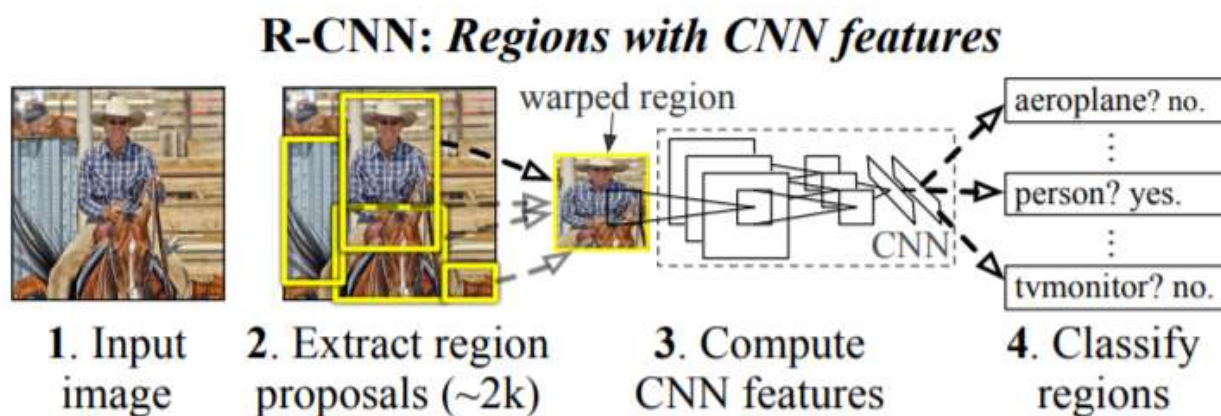 R-CNN: Regions with CNN features
warped region
aeroplane? no.
person? yes.
CNN
tvmonitor? no.
1. Input
image
2. Extract region
proposals (~2k)
3. Compute
CNN features
4. Classify
regions